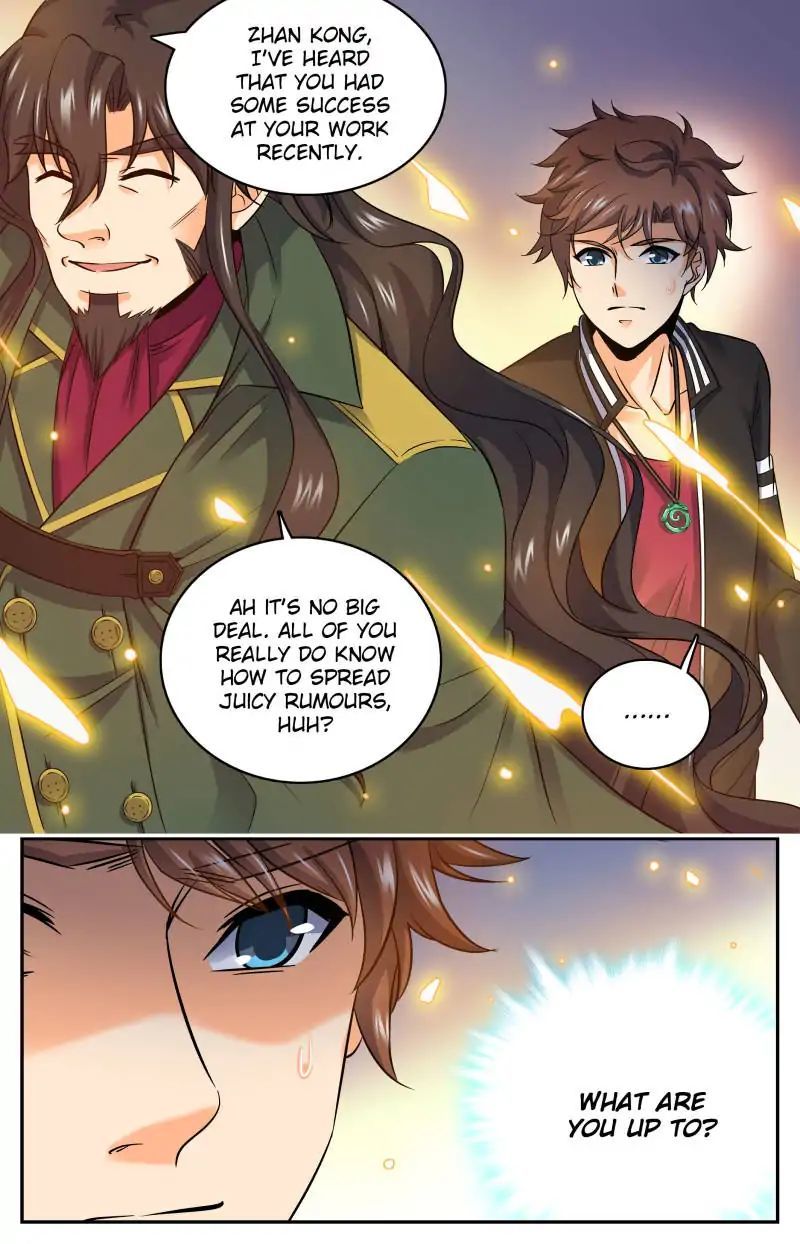 ZHAN KONG,
I'VE HEARD
THAT YOU HAD
SOME SUCCESS
AT YOUR WORK
RECENTLY.
AH IT'S NO BIG
DEAL. ALL OF YOU
REALLY DO KNOW
HOW TO SPREAD
JUICY RUMOURS,
HUH?
......
WHAT ARE
YOU UP TO?